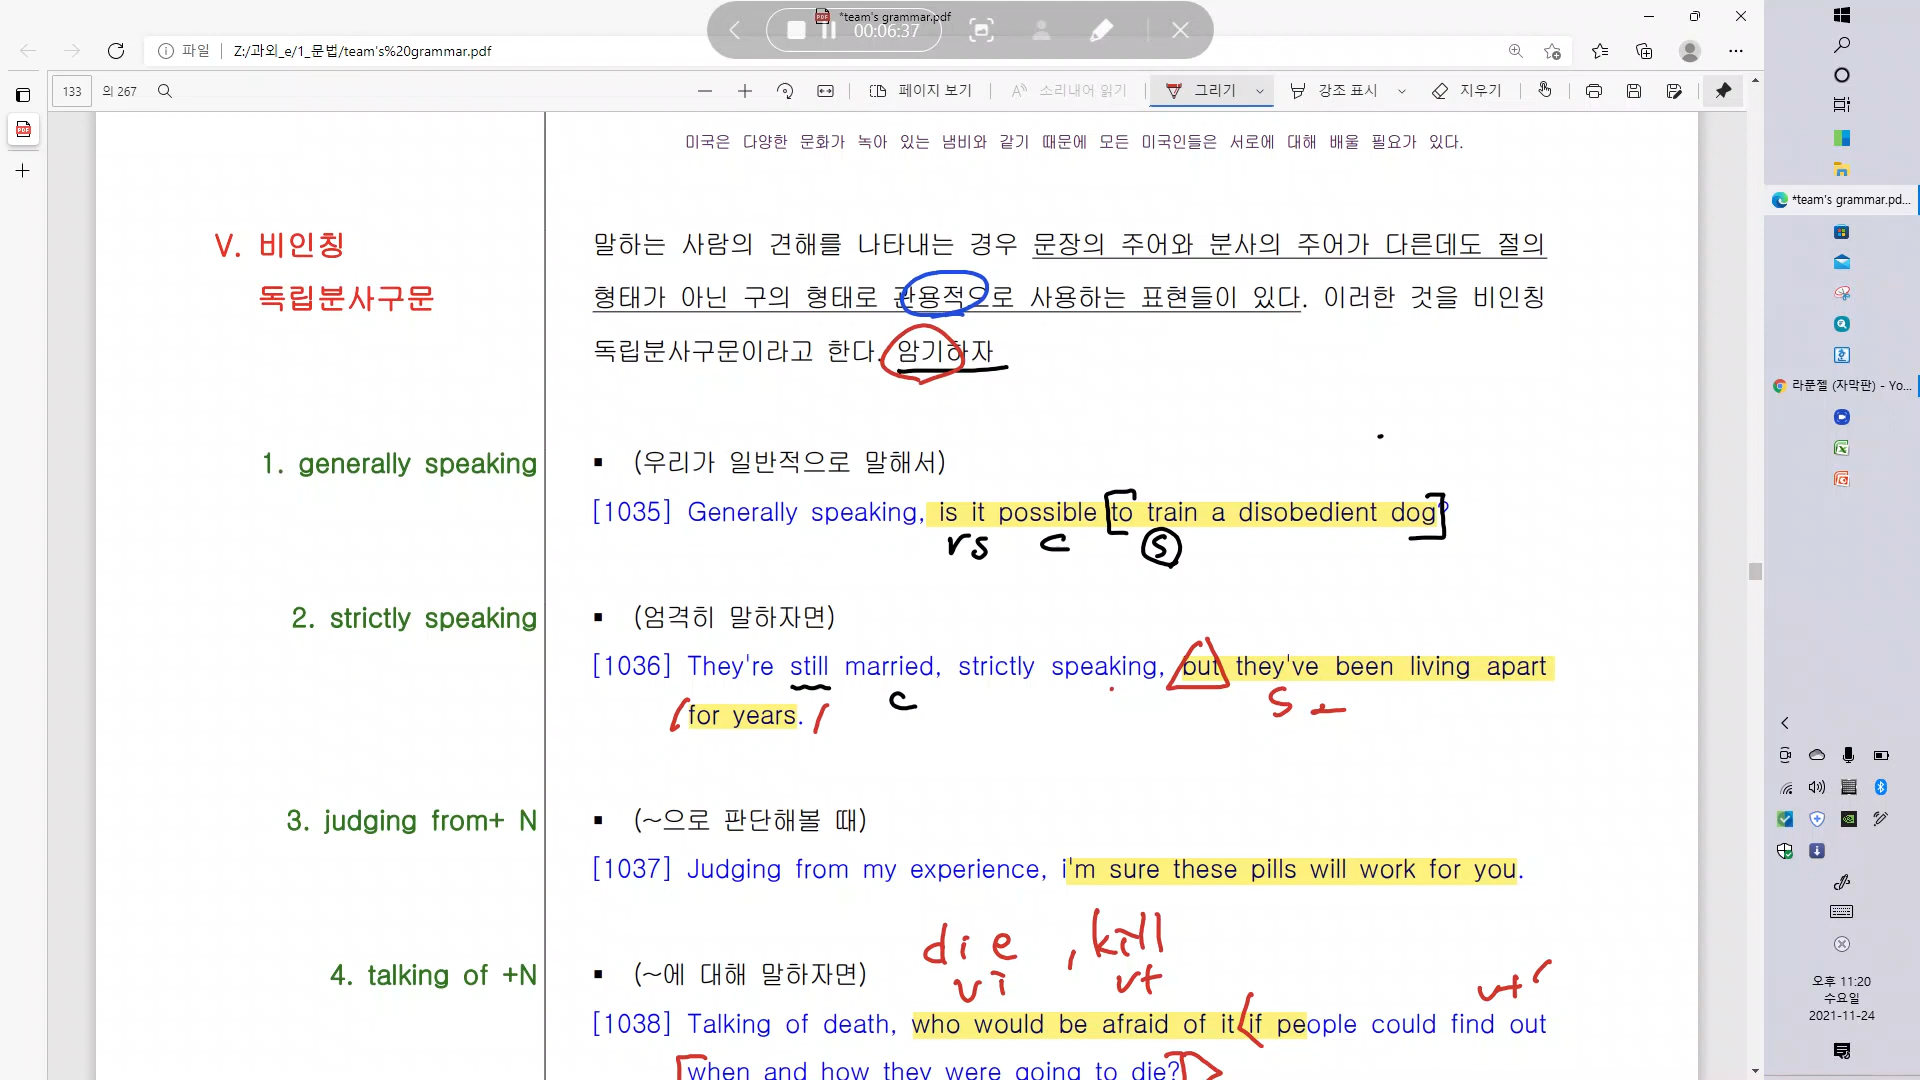 *team's grammar.pdf
00:06:37
파일
Z:/과외_e/1_문법/team's%20grammar.pdf
133
의 267
페이지 보기
소리내어 읽기
그리기
강조 표시
지우기
미국은 다양한 문화가 녹아 있는 냄비와 같기 때문에 모든 미국인들은 서로에 대해 배울 필요가 있다.
V. 비인칭
독립분사구문
말하는 사람의 견해를 나타내는 경우 문장의 주어와 분사의 주어가 다른데도 절의
형태가 아닌 구의 형태로 관용적으로 사용하는 표현들이 있다. 이러한 것을 비인칭
독립분사구문이라고 한다. 암기하자
1. generally speaking
▪ (우리가 일반적으로 말해서)
[1035] Generally speaking, is it possible to train a disobedient dog?
vs c s
2. strictly speaking
▪ (엄격히 말하자면)
[1036] They're still married, strictly speaking, but they've been living apart
c s
for years.
3. judging from+ N
▪ (~으로 판단해볼 때)
[1037] Judging from my experience, i'm sure these pills will work for you.
die, kill
4. talking of +N
▪ (~에 대해 말하자면)
vi vt vt
[1038] Talking of death, who would be afraid of it if people could find out
when and how they were going to die?
*team's grammar.pd...
라푼젤 (자막판) - Yo...
오후 11:20
수요일
2021-11-24